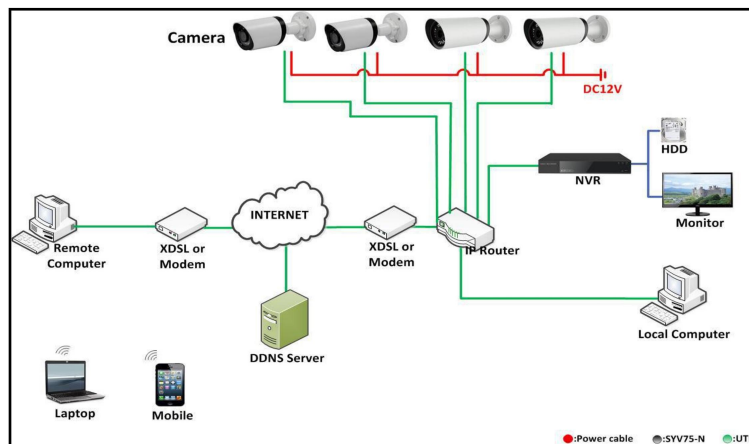 Camera
DC12V
HDD
NVR
Monitor
INTERNET
Remote
Computer
XDSL or
Modem
XDSL or
Modem
IP Router
DDNS Server
Local Computer
Laptop
Mobile
:Power cable :SYV75-N :UT